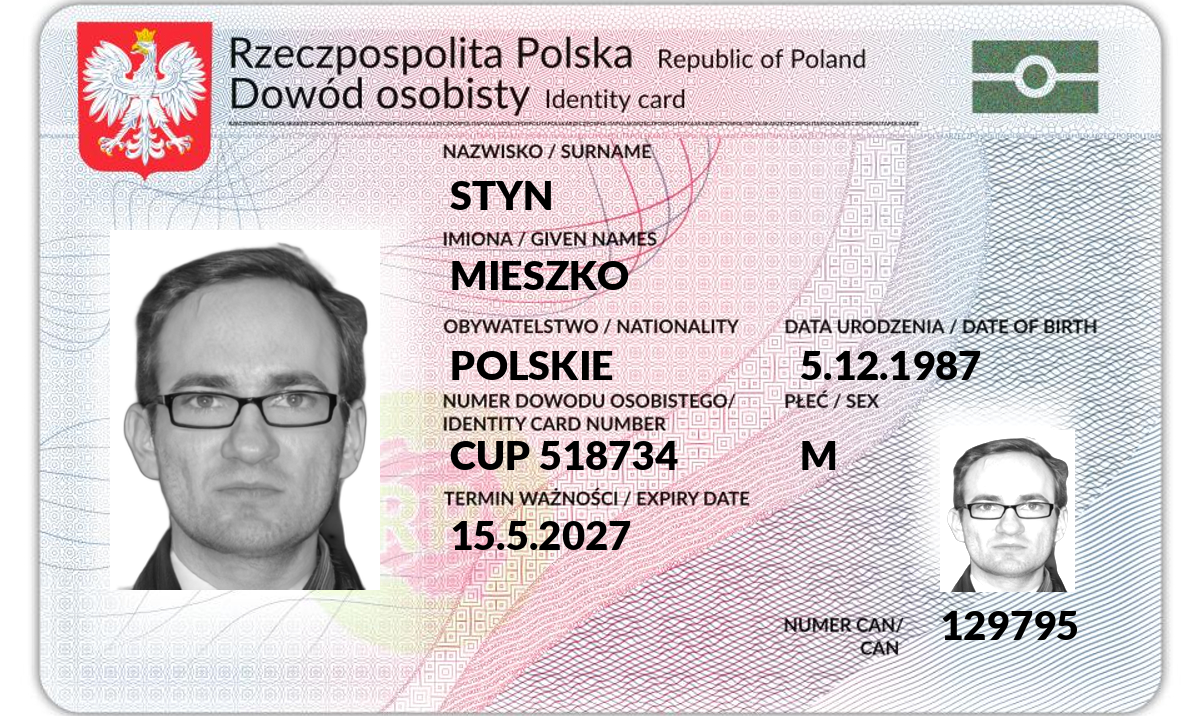 Rzeczpospolita Polska Republic of Poland
Dowód osobisty Identity card
NAZWISKO / SURNAME
STYN
IMIONA / GIVEN NAMES
MIESZKO
OBYWATELSTWO / NATIONALITY DATA URODZENIA / DATE OF BIRTH
POLSKIE 5.12.1987
NUMER DOWODU OSOBISTEGO/ PŁEĆ / SEX
IDENTITY CARD NUMBER
CUP 518734 M
TERMIN WAŻNOŚCI / EXPIRY DATE
15.5.2027
NUMER CAN/ 129795
CAN